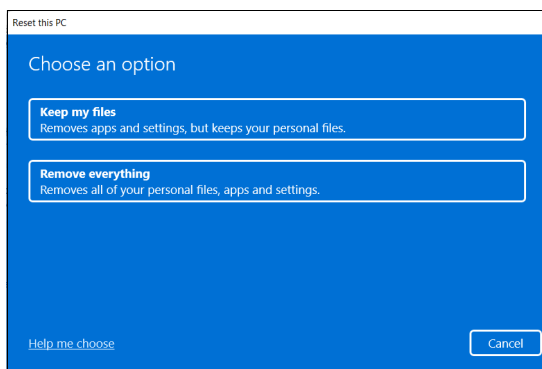 Reset this PC
Choose an option
Keep my files
Removes apps and settings, but keeps your personal files.
Remove everything
Removes all of your personal files, apps and settings.
Help me choose
Cancel